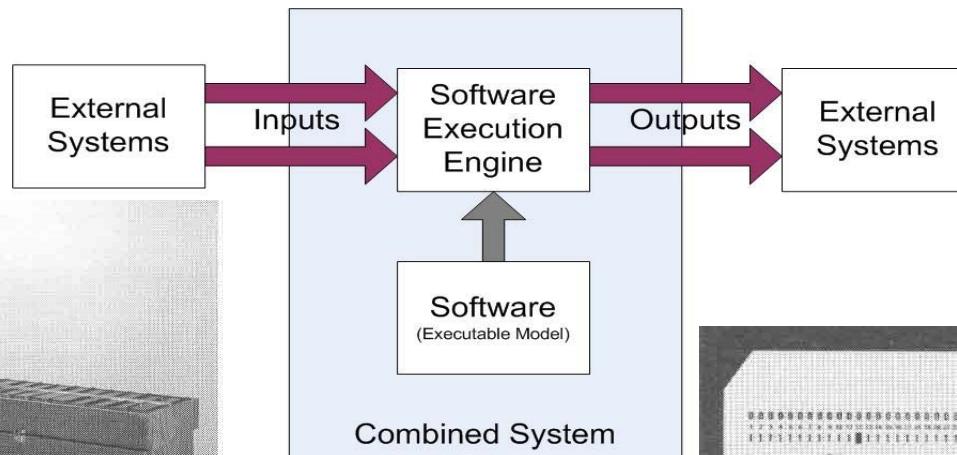 External
Systems
Inputs
Software
Execution
Engine
Outputs
External
Systems
Software
(Executable Model)
Combined System